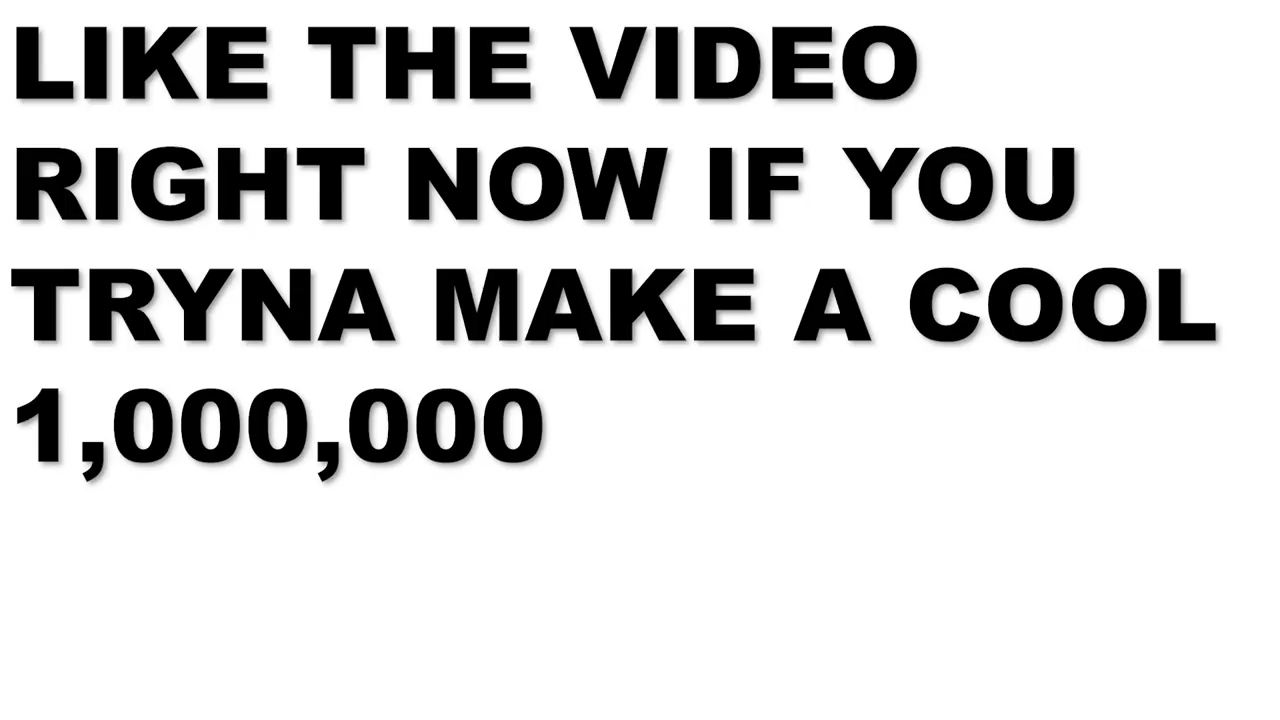 LIKE THE VIDEO
RIGHT NOW IF YOU
TRYNA MAKE A COOL
1,000,000